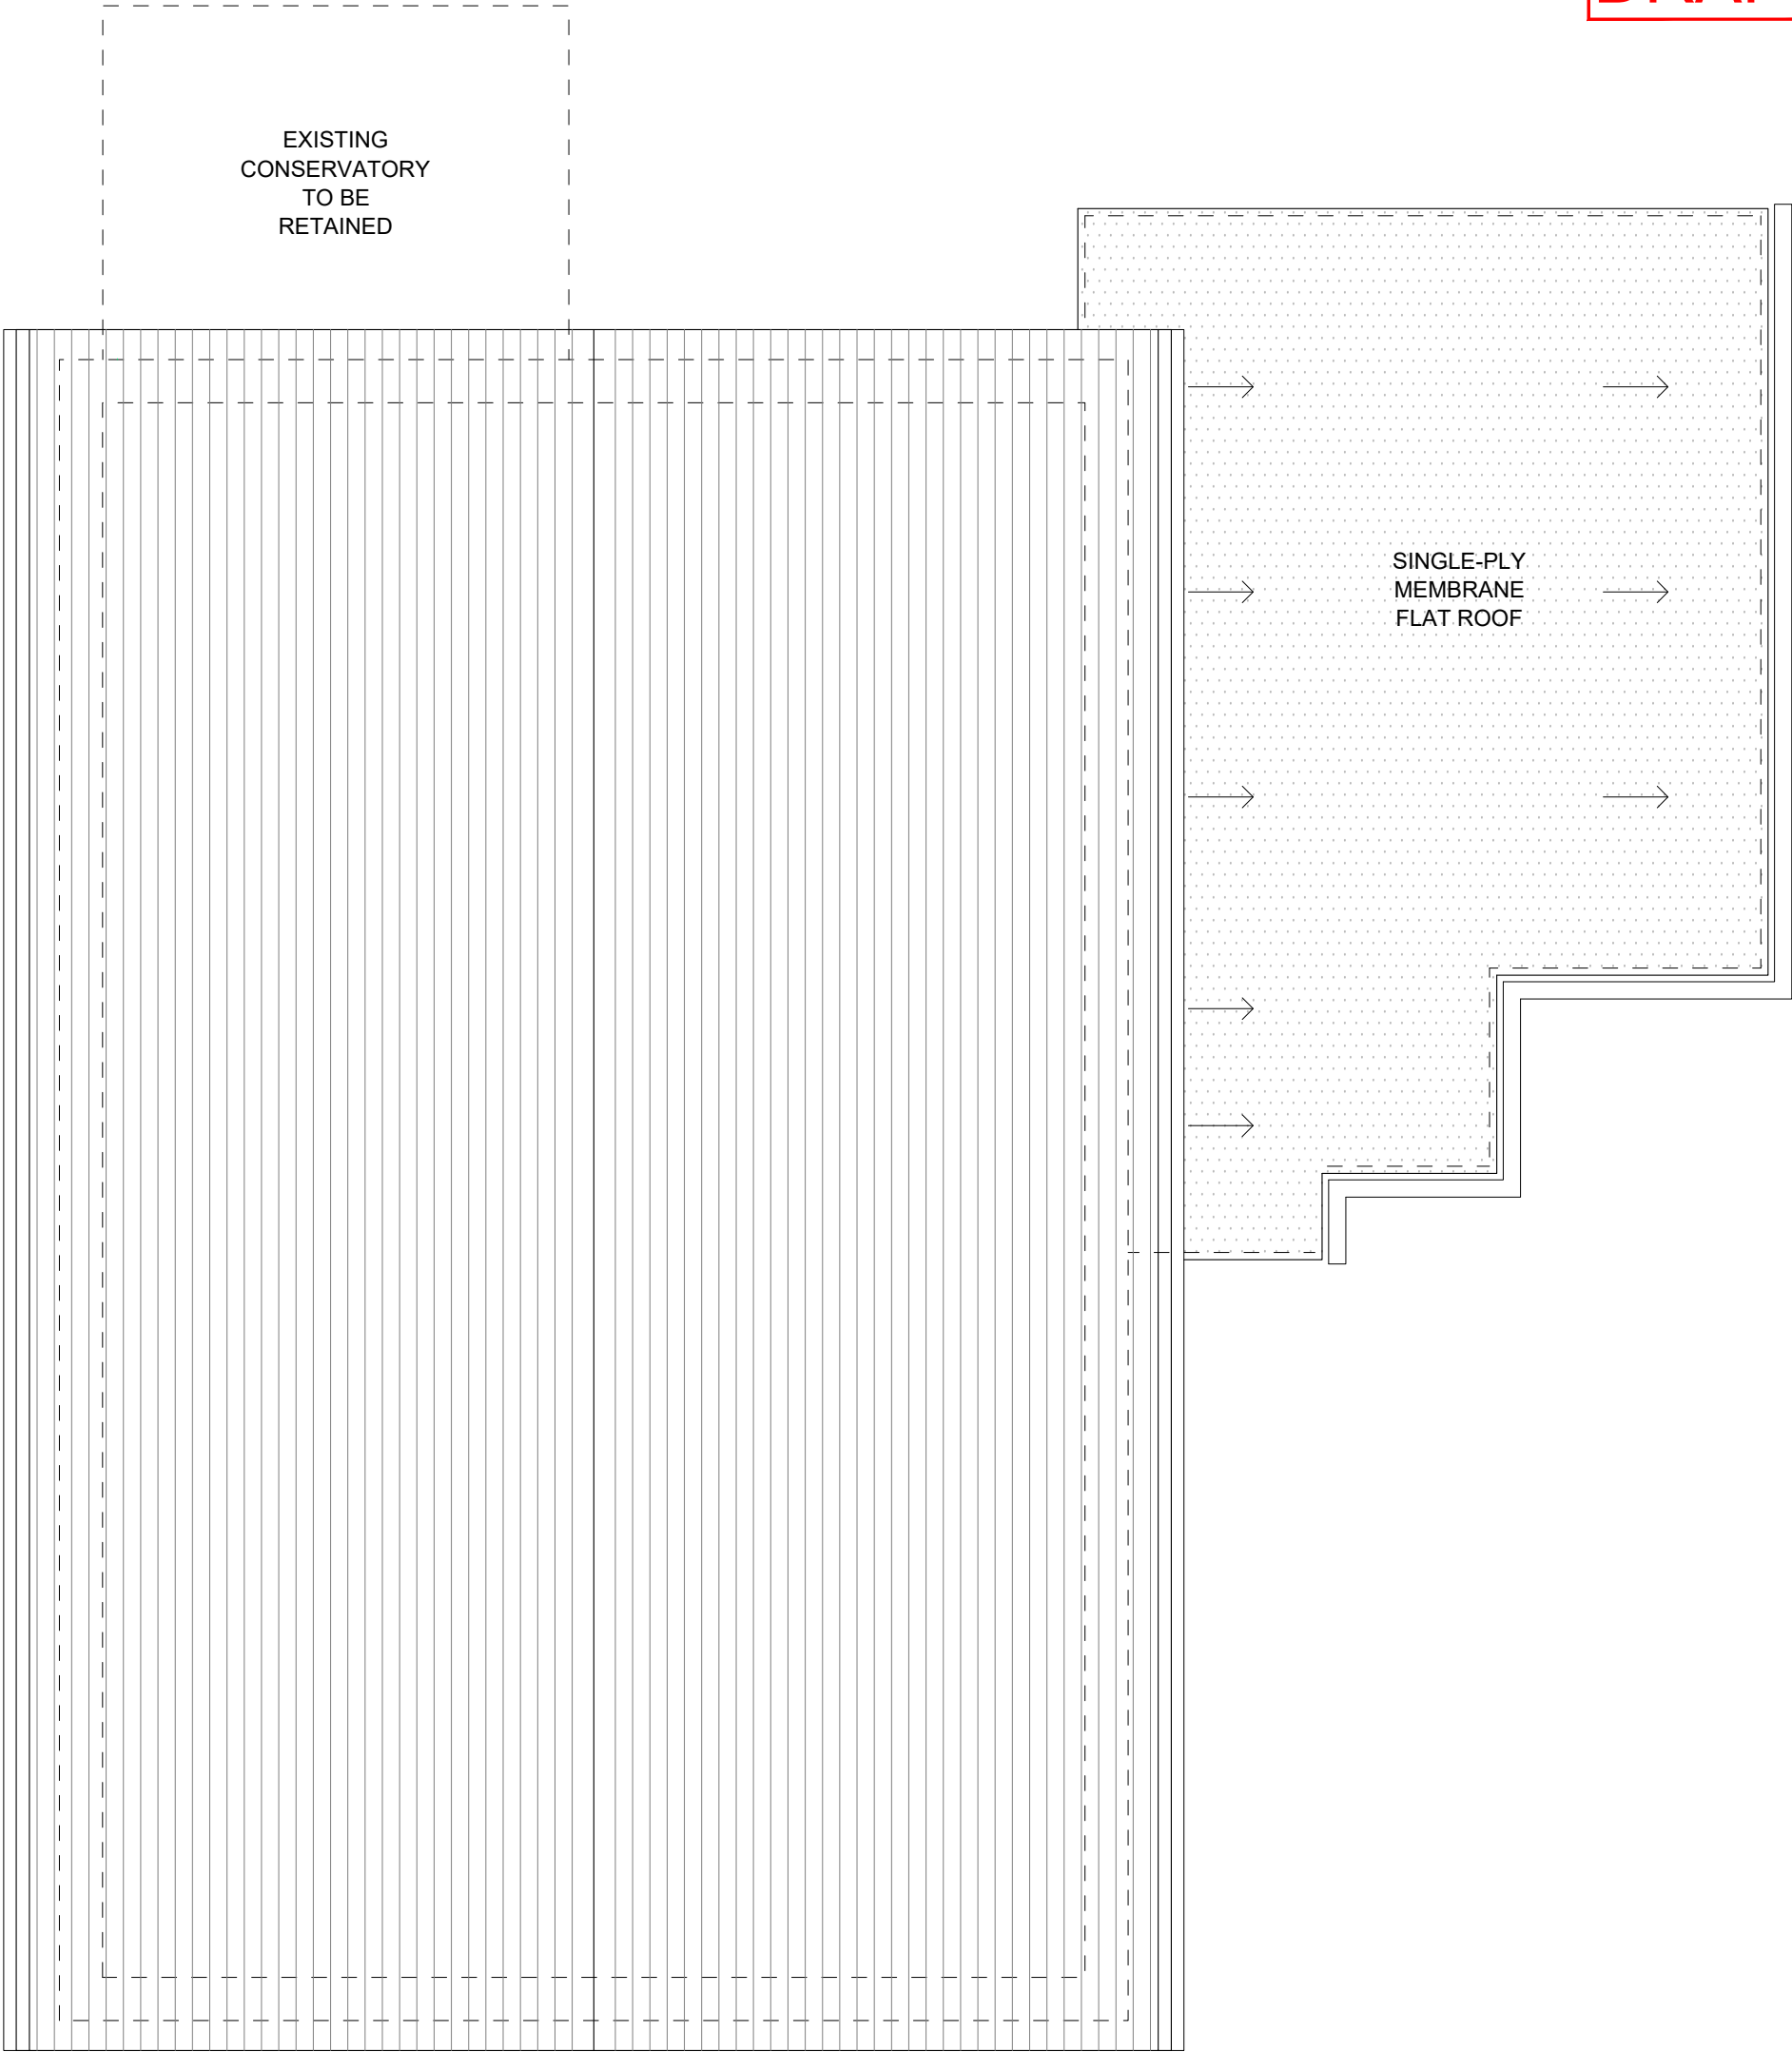 EXISTING
CONSERVATORY
TO BE
RETAINED
SINGLE-PLY
MEMBRANE
FLAT ROOF